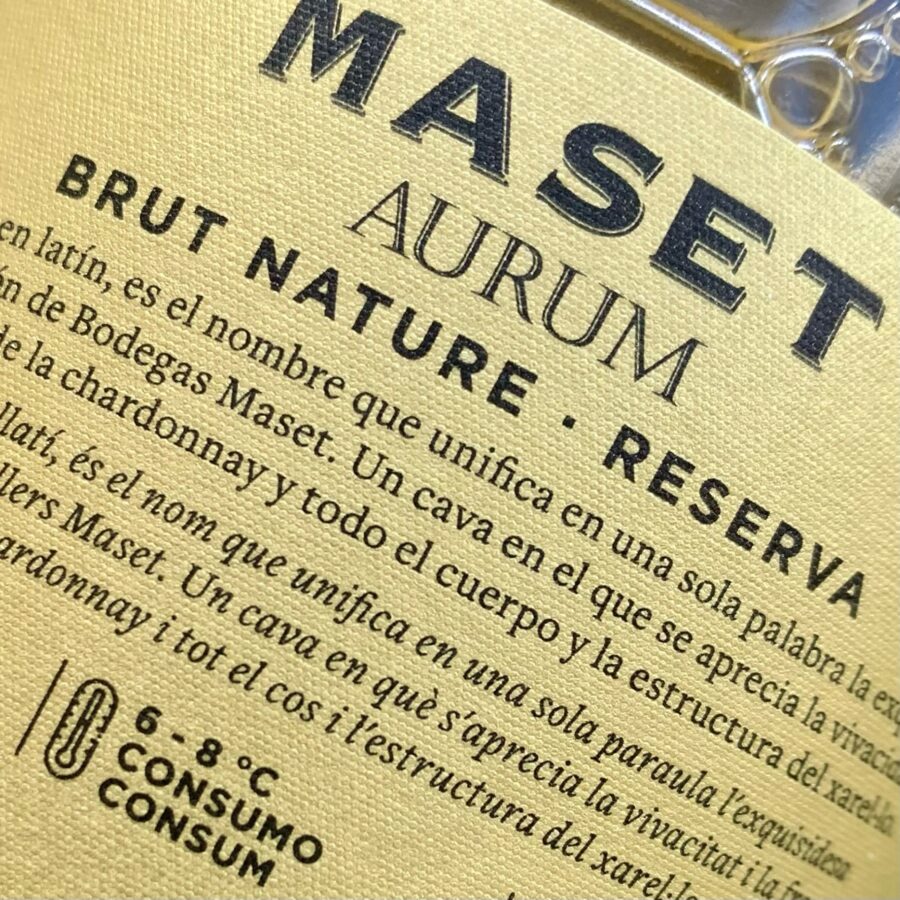 MASET
AURUM
BRUT NATURE · RESERVA
en latín, es el nombre que unifica en una sola palabra la
de Bodegas Maset. Un cava en el que se aprecia la
de la chardonnay y todo el cuerpo y la estructura del xarel·lo.
és el nom que unifica en una sola paraula l'exquisidesa
Maset. Un cava en què s'aprecia la vivacitat i la
i tot el cos i l'estructura del
6 - 8 °C
CONSUMO
CONSUM